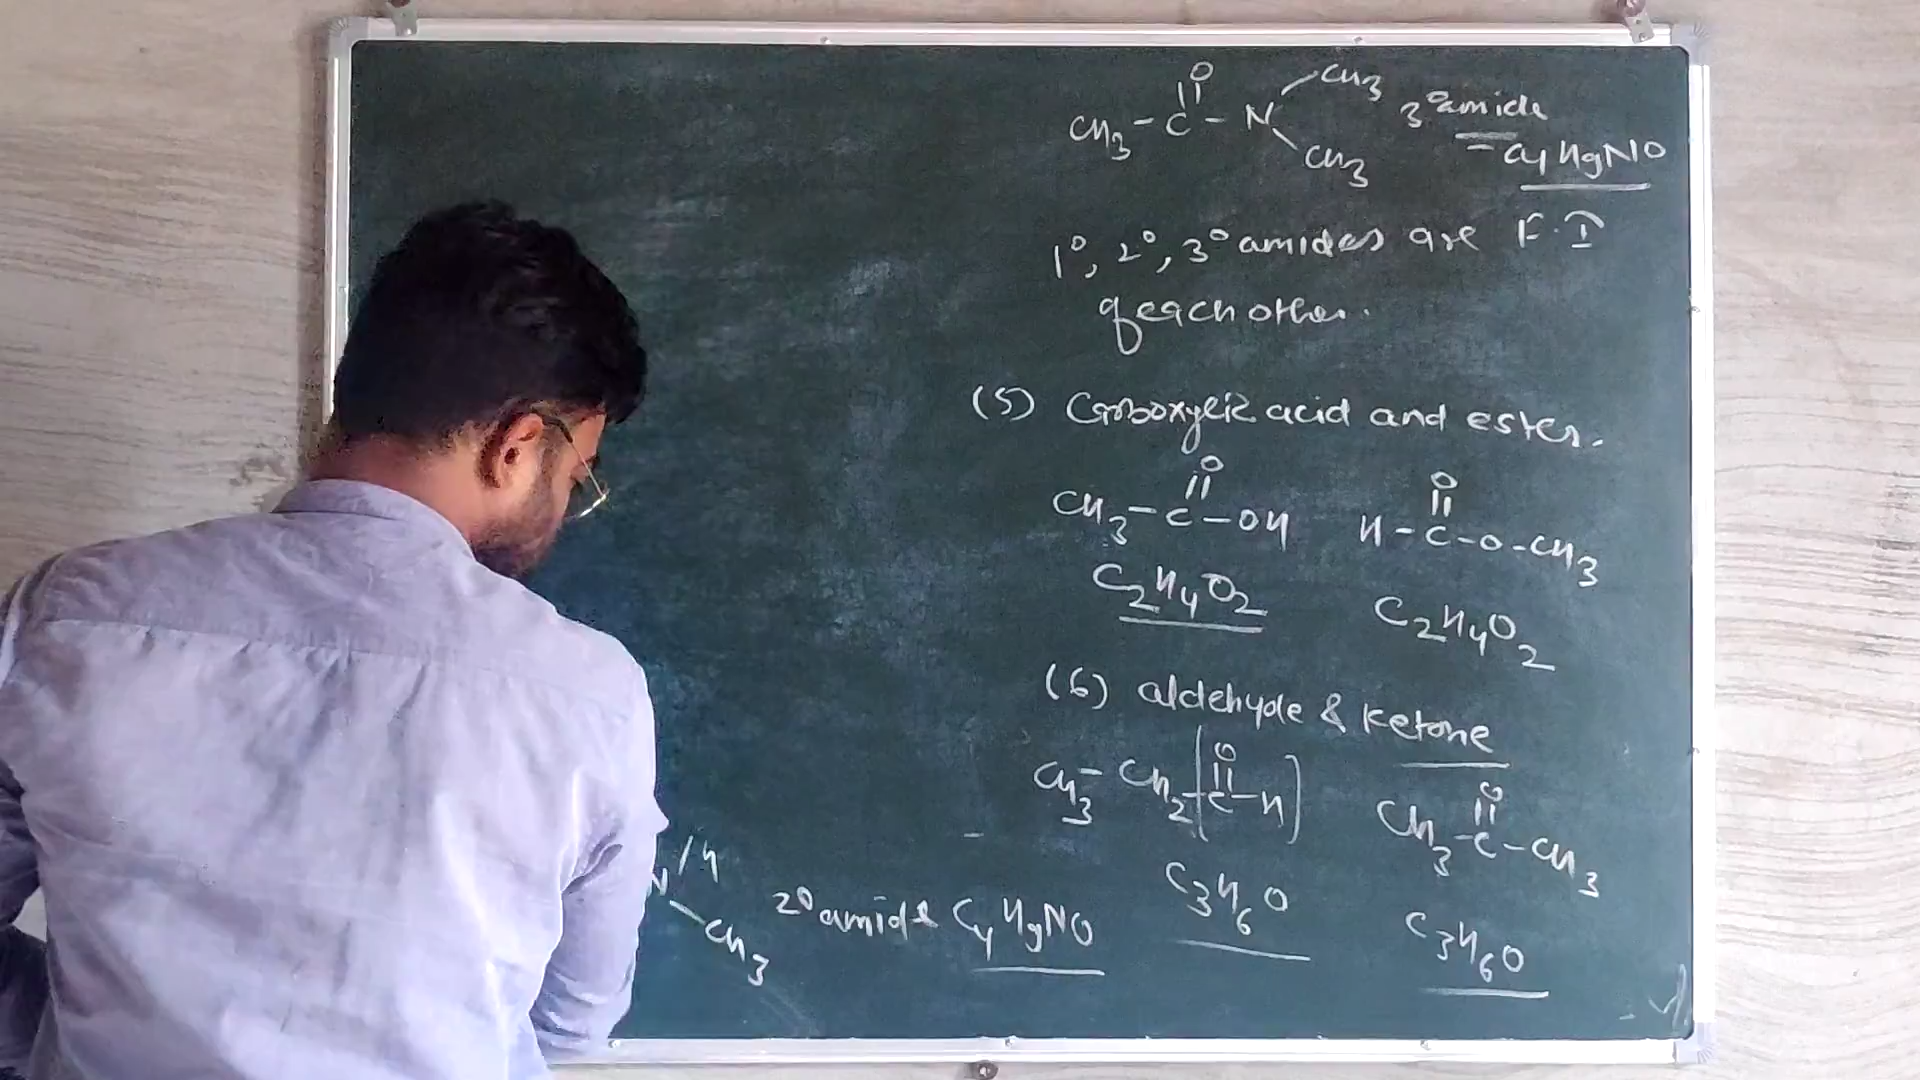 O
CH3 - C - N
CH3
CH3
3° amide
= C4H9NO
1°, 2°, 3° amides are F.I
of each other.
(5) Carboxylic acid and ester.
O
CH3 - C - OH
C2H4O2
O
H - C - O - CH3
C2H4O2
(6) aldehyde & ketone
O
CH3 - CH2 - C - H
C3H6O
O
CH3 - C - CH3
C3H6O
N
H
CH3
2° amide C4H9NO